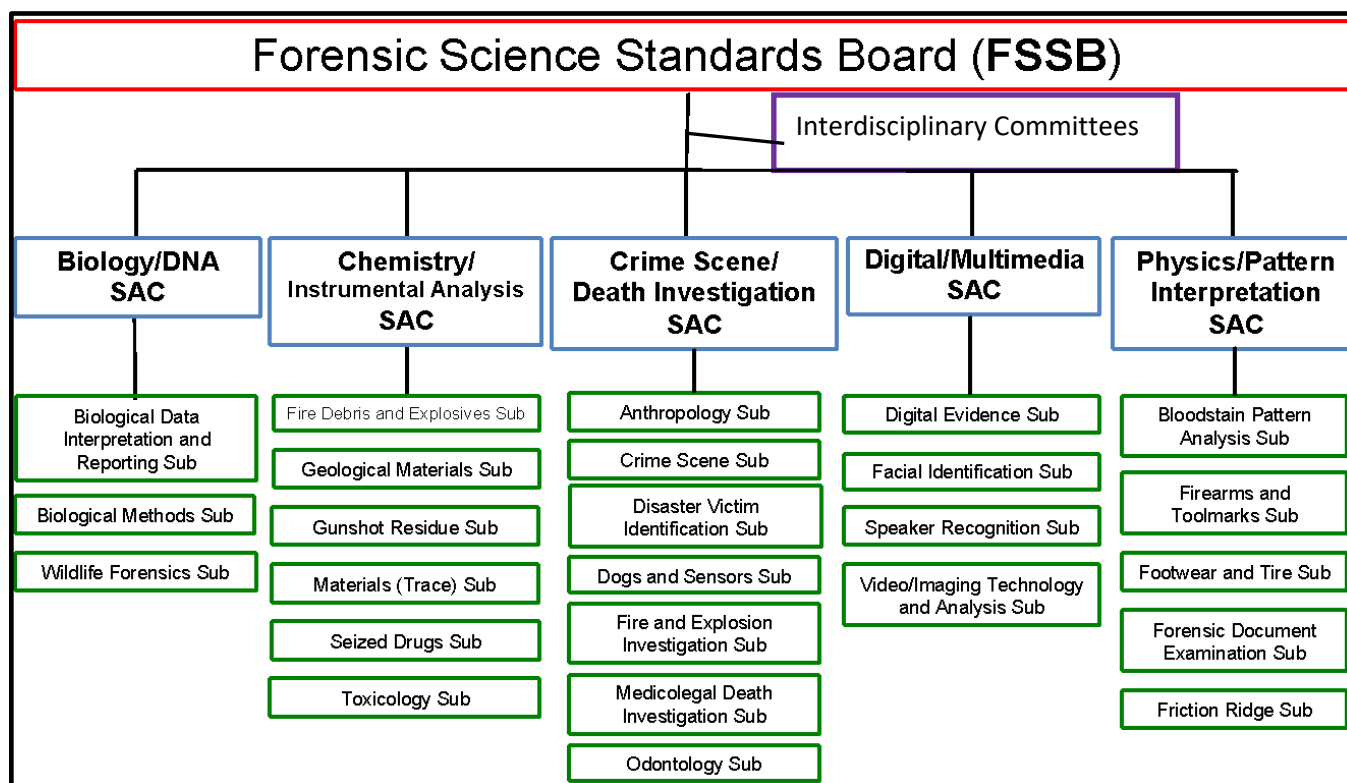 Forensic Science Standards Board (FSSB)
Interdisciplinary Committees
Biology/DNA
SAC
Chemistry/
Instrumental Analysis
SAC
Crime Scene/
Death Investigation
SAC
Digital/Multimedia
SAC
Physics/Pattern
Interpretation
SAC
Biological Data
Interpretation and
Reporting Sub
Biological Methods Sub
Wildlife Forensics Sub
Fire Debris and Explosives Sub
Geological Materials Sub
Gunshot Residue Sub
Materials (Trace) Sub
Seized Drugs Sub
Toxicology Sub
Anthropology Sub
Crime Scene Sub
Disaster Victim
Identification Sub
Dogs and Sensors Sub
Fire and Explosion
Investigation Sub
Medicolegal Death
Investigation Sub
Odontology Sub
Digital Evidence Sub
Facial Identification Sub
Speaker Recognition Sub
Video/Imaging Technology
and Analysis Sub
Bloodstain Pattern
Analysis Sub
Firearms and
Toolmarks Sub
Footwear and Tire Sub
Forensic Document
Examination Sub
Friction Ridge Sub